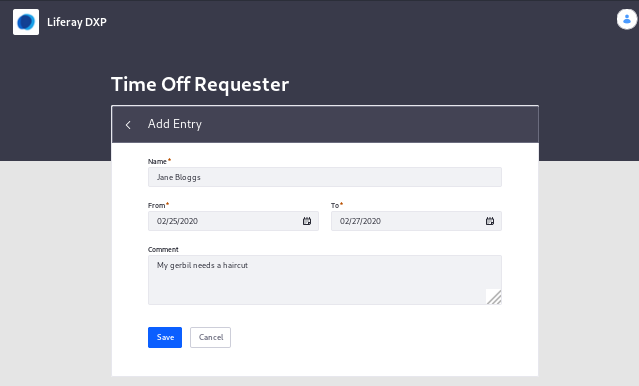 Liferay DXP
Time Off Requester
Add Entry
Name*
Jane Bloggs
From* To*
02/25/2020 02/27/2020
Comment
My gerbil needs a haircut
Save Cancel